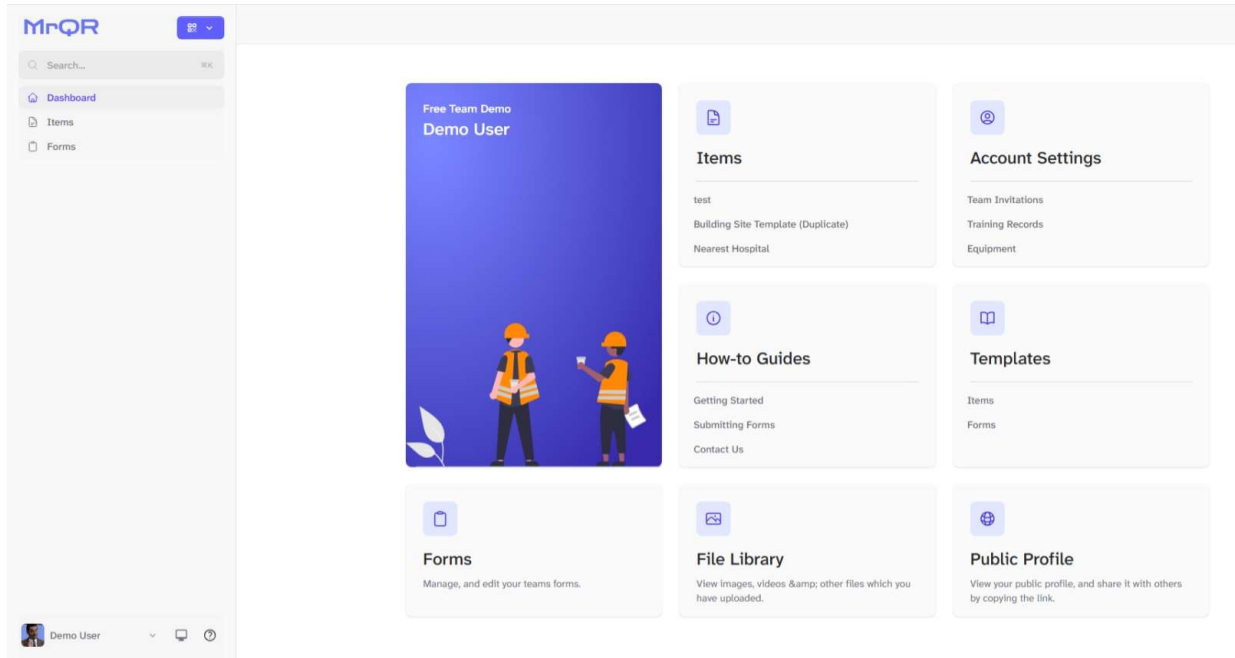 MrQR
Search...
⌘K
Dashboard
Items
Forms
Free Team Demo
Demo User
Items
test
Building Site Template (Duplicate)
Nearest Hospital
Account Settings
Team Invitations
Training Records
Equipment
How-to Guides
Getting Started
Submitting Forms
Contact Us
Templates
Items
Forms
Forms
Manage, and edit your teams forms.
File Library
View images, videos &amp; other files which you
have uploaded.
Public Profile
View your public profile, and share it with others
by copying the link.
Demo User